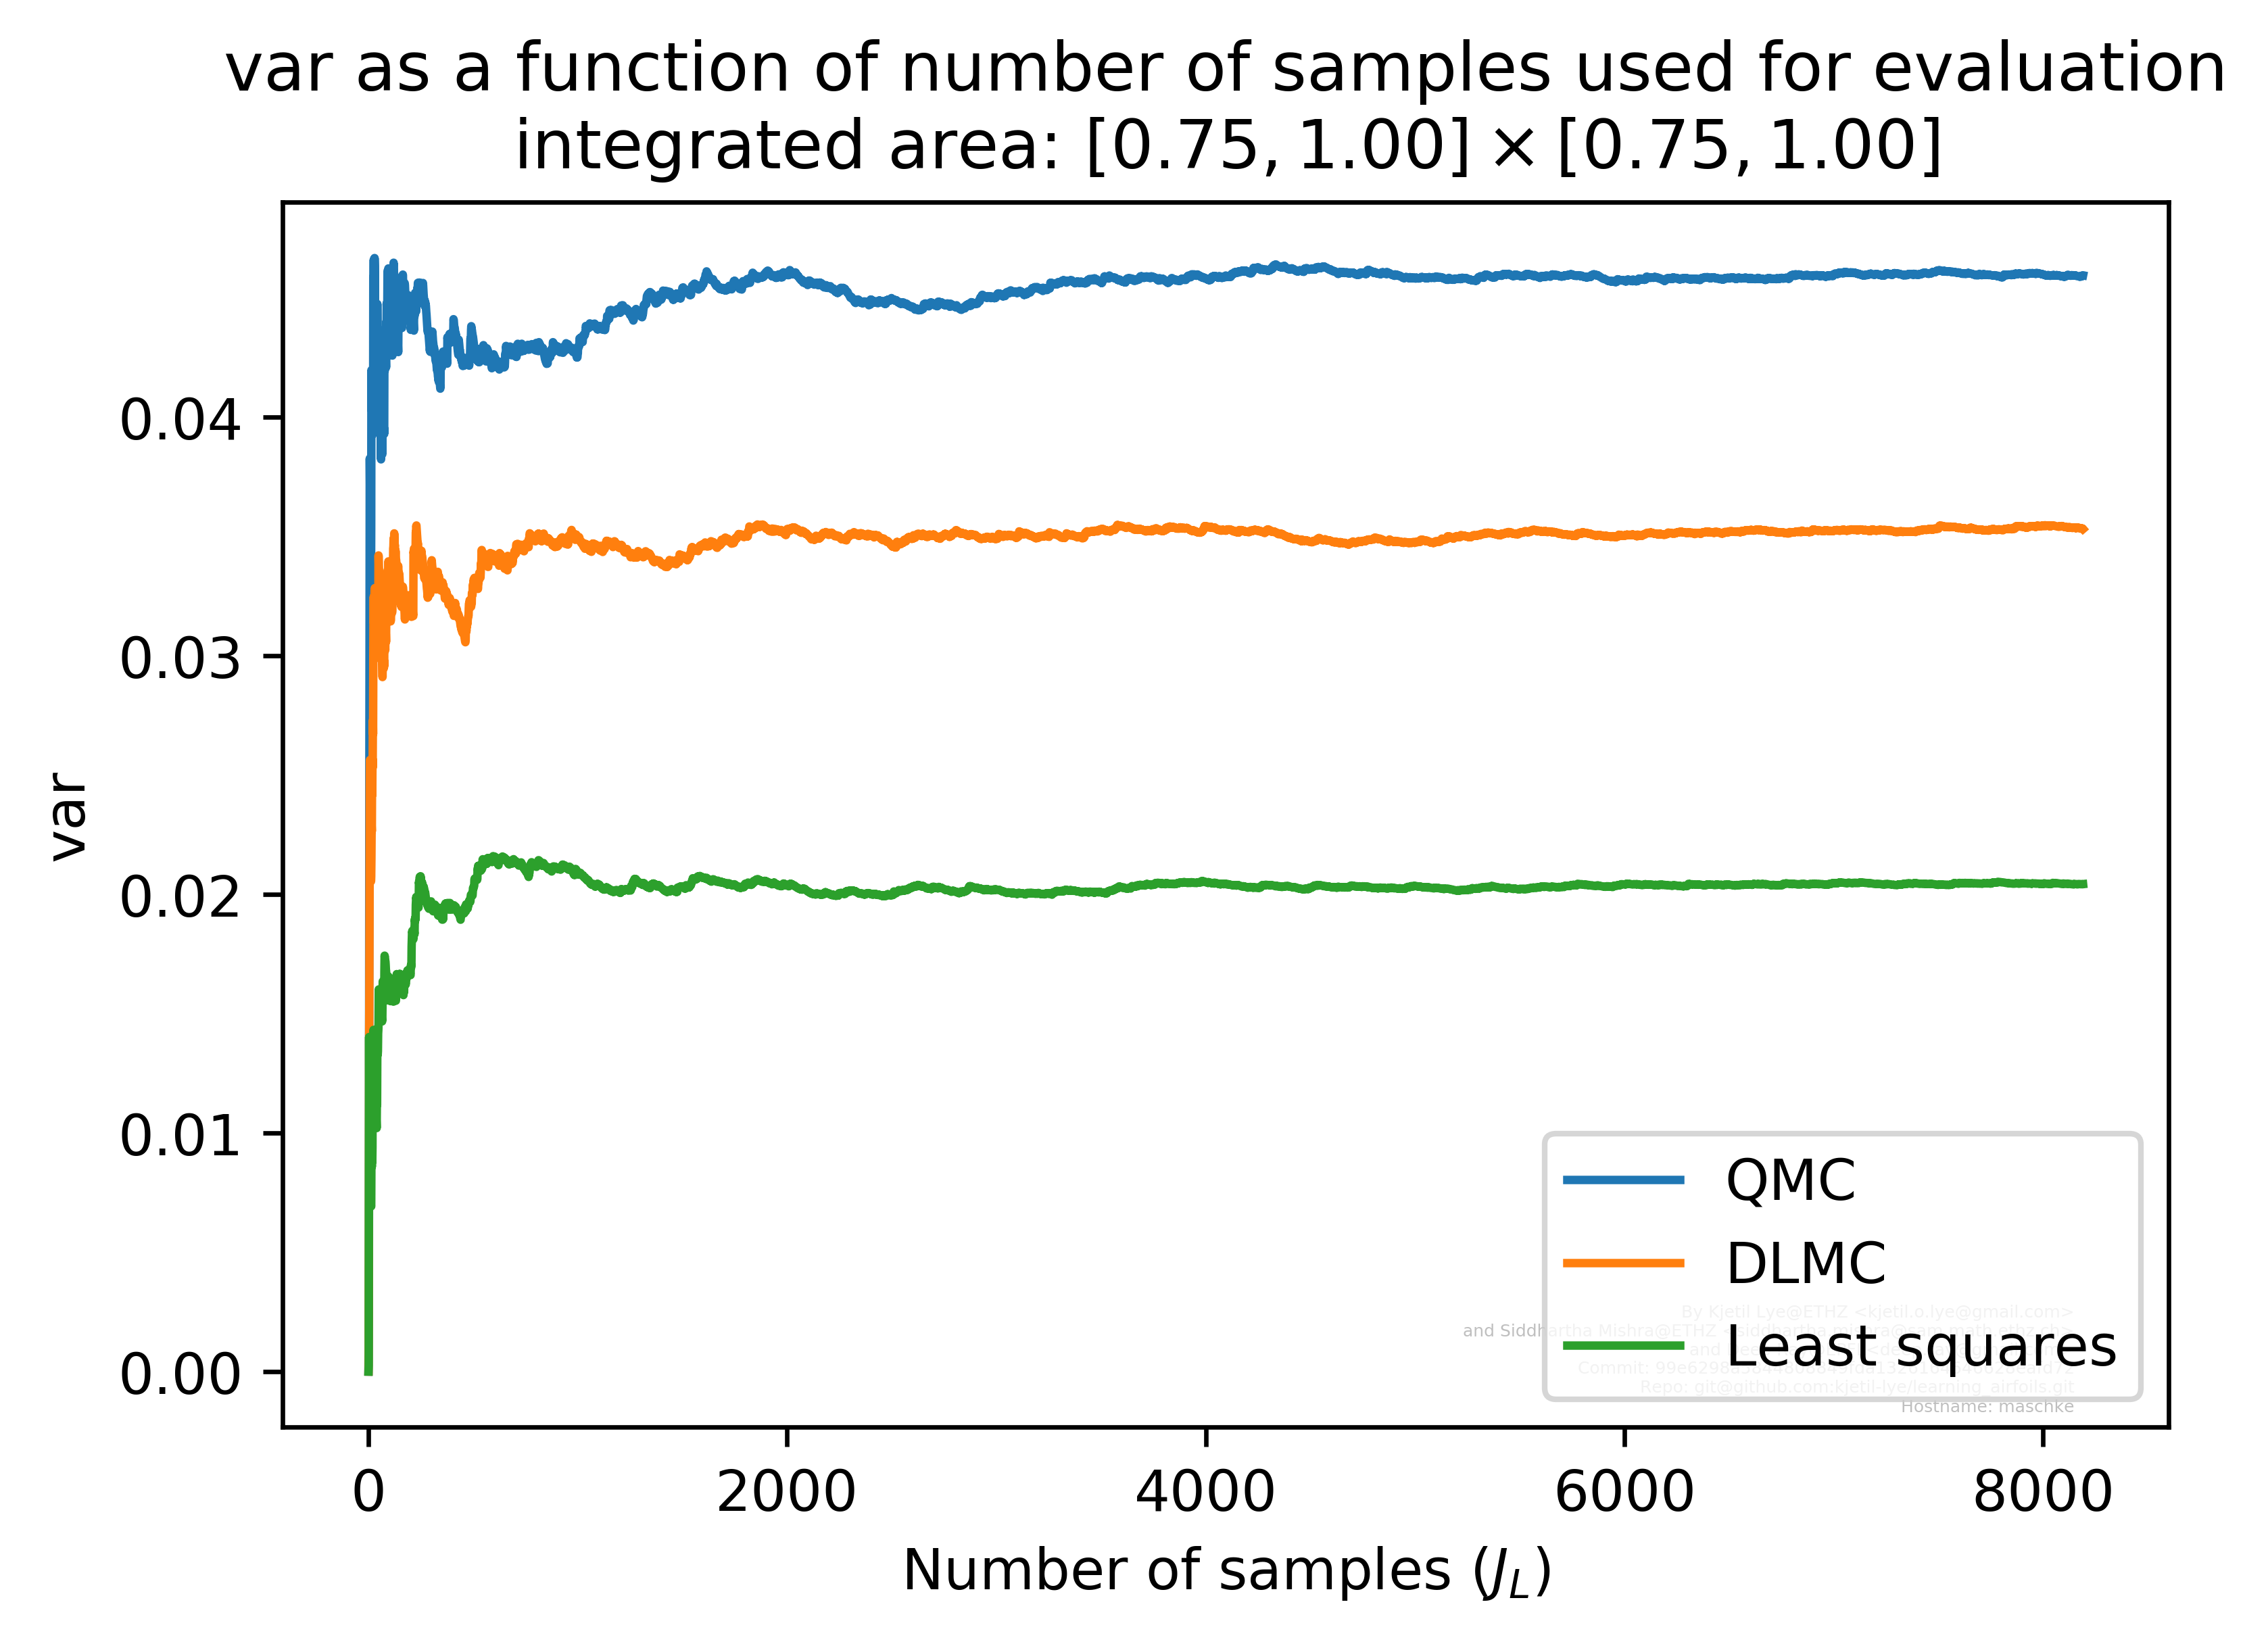 var as a function of number of samples used for evaluation
integrated area: [0.75, 1.00] × [0.75, 1.00]
var
0.04
0.03
0.02
0.01
0.00
0
2000
4000
6000
8000
Number of samples (J_L)
QMC
DLMC
Least squares
By Kjetil Lye@ETHZ <kjetil.o.lye@gmail.com>
and Siddhartha Mishra@ETHZ
and
Commit:
Repo: git@github.com:kjetil-lye/learning_airfoils.git
Hostname: maschke